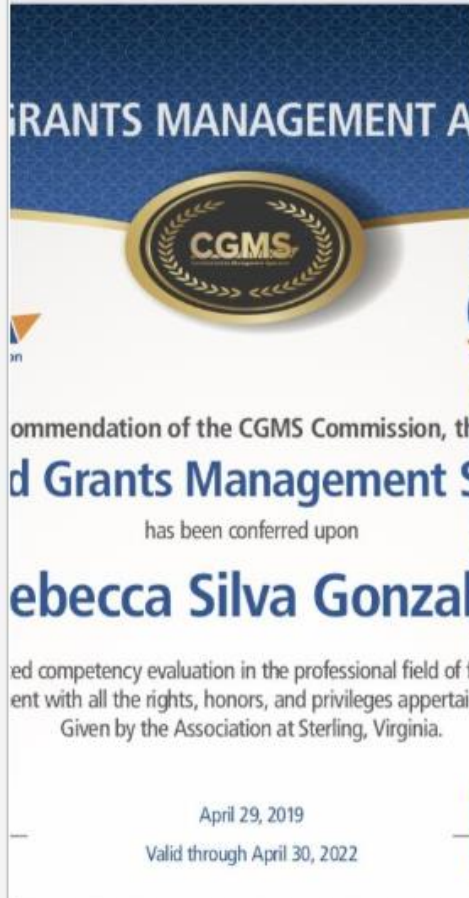 GRANTS MANAGEMENT A
CGMS
on
ommendation of the CGMS Commission, th
d Grants Management S
has been conferred upon
ebecca Silva Gonzal
ed competency evaluation in the professional field of f
ent with all the rights, honors, and privileges appertai
Given by the Association at Sterling, Virginia.
April 29, 2019
Valid through April 30, 2022